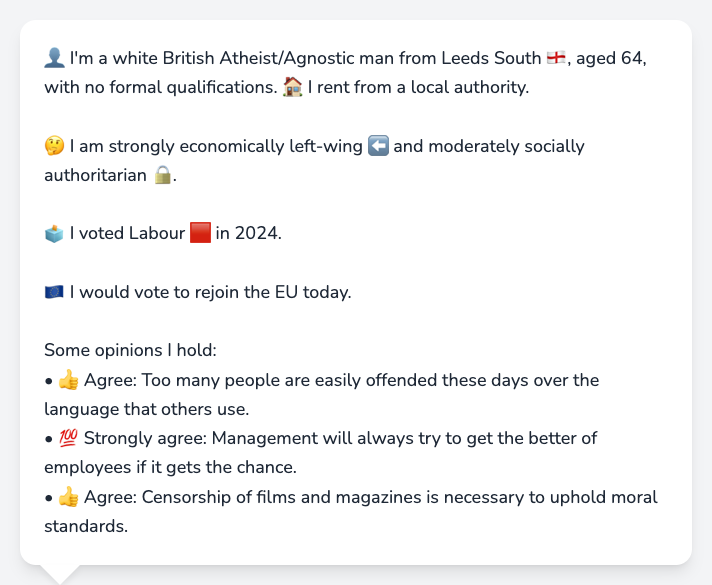 👤 I'm a white British Atheist/Agnostic man from Leeds South 🏴󠁧󠁢󠁥󠁮󠁧󠁿, aged 64,
with no formal qualifications. 🏠 I rent from a local authority.
🤔 I am strongly economically left-wing ⬅️ and moderately socially
authoritarian 🔒.
🗳️ I voted Labour 🟥 in 2024.
🇪🇺 I would vote to rejoin the EU today.
Some opinions I hold:
• 👍 Agree: Too many people are easily offended these days over the
language that others use.
• 💯 Strongly agree: Management will always try to get the better of
employees if it gets the chance.
• 👍 Agree: Censorship of films and magazines is necessary to uphold moral
standards.